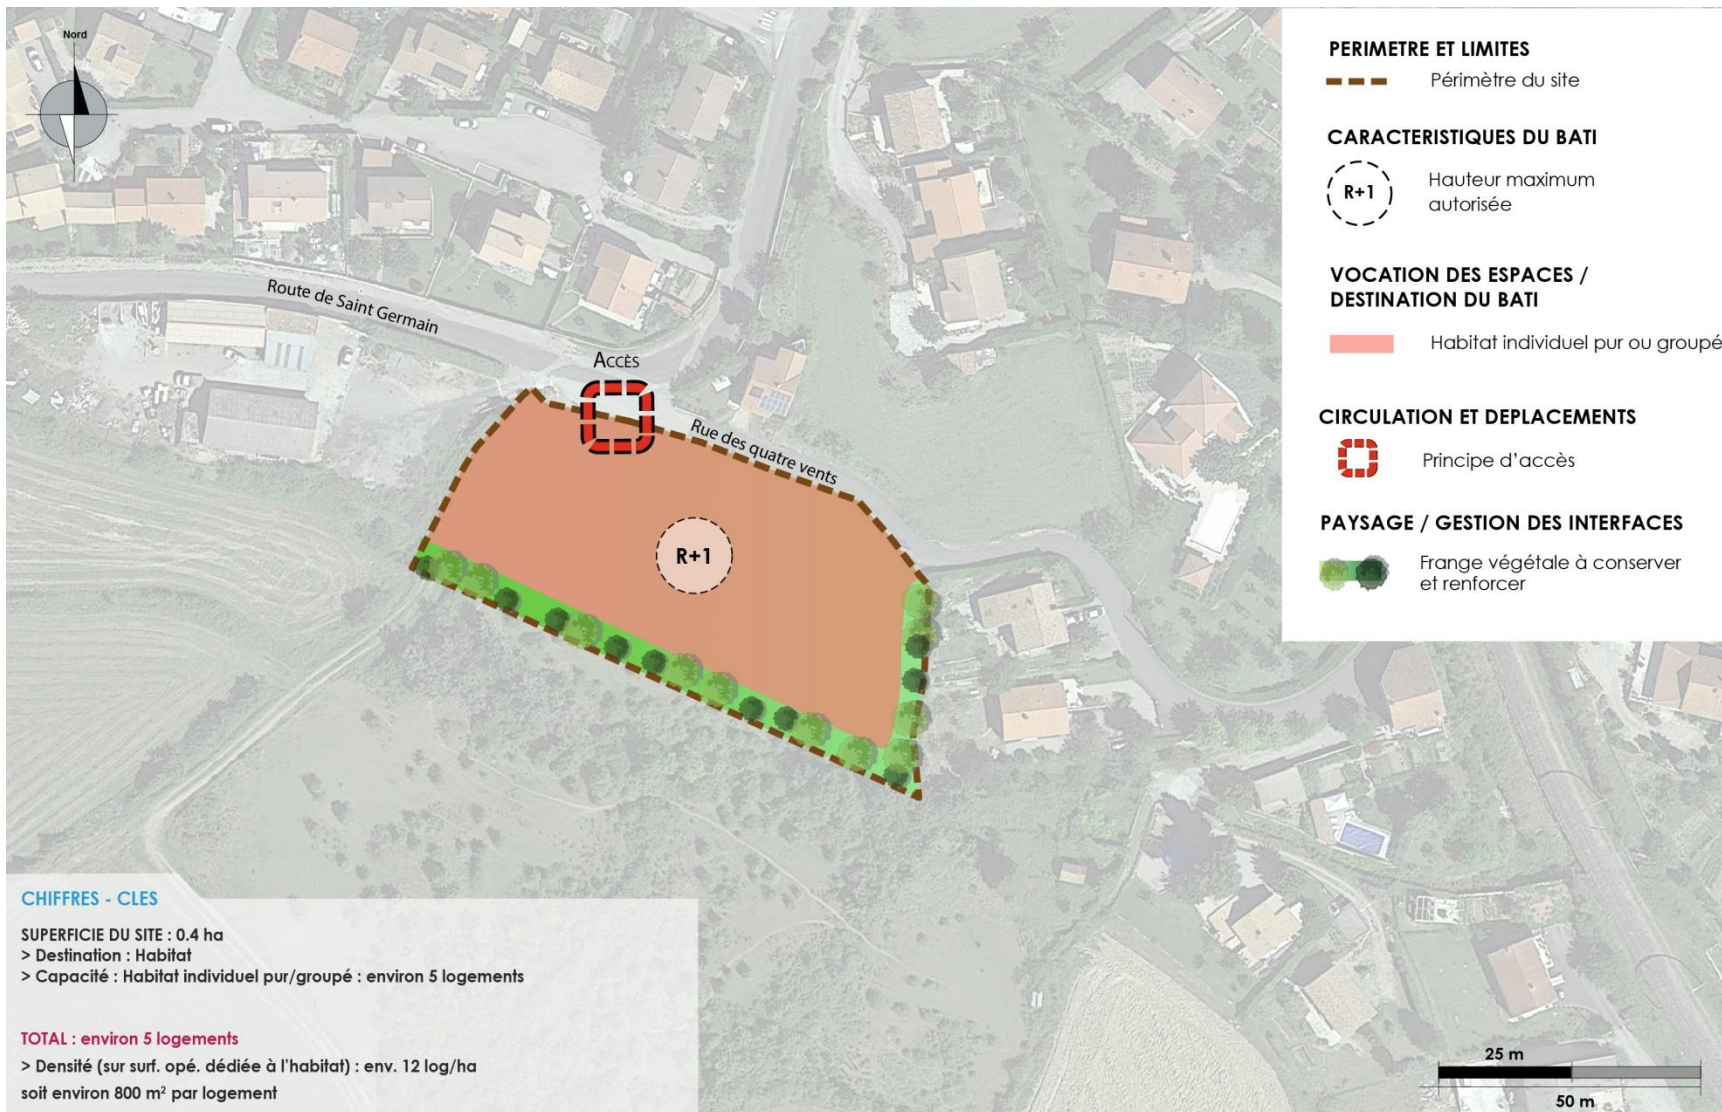 Nord
Route de Saint Germain
ACCÈS
Rue des quatre vents
R+1
PERIMETRE ET LIMITES
Périmètre du site
CARACTERISTIQUES DU BATI
R+1
Hauteur maximum
autorisée
VOCATION DES ESPACES /
DESTINATION DU BATI
Habitat individuel pur ou groupé
CIRCULATION ET DEPLACEMENTS
Principe d'accès
PAYSAGE / GESTION DES INTERFACES
Frange végétale à conserver
et renforcer
CHIFFRES - CLES
SUPERFICIE DU SITE : 0.4 ha
> Destination : Habitat
> Capacité : Habitat individuel pur/groupé : environ 5 logements
TOTAL : environ 5 logements
> Densité (sur surf. opé. dédiée à l'habitat) : env. 12 log/ha
soit environ 800 m² par logement
25 m
50 m